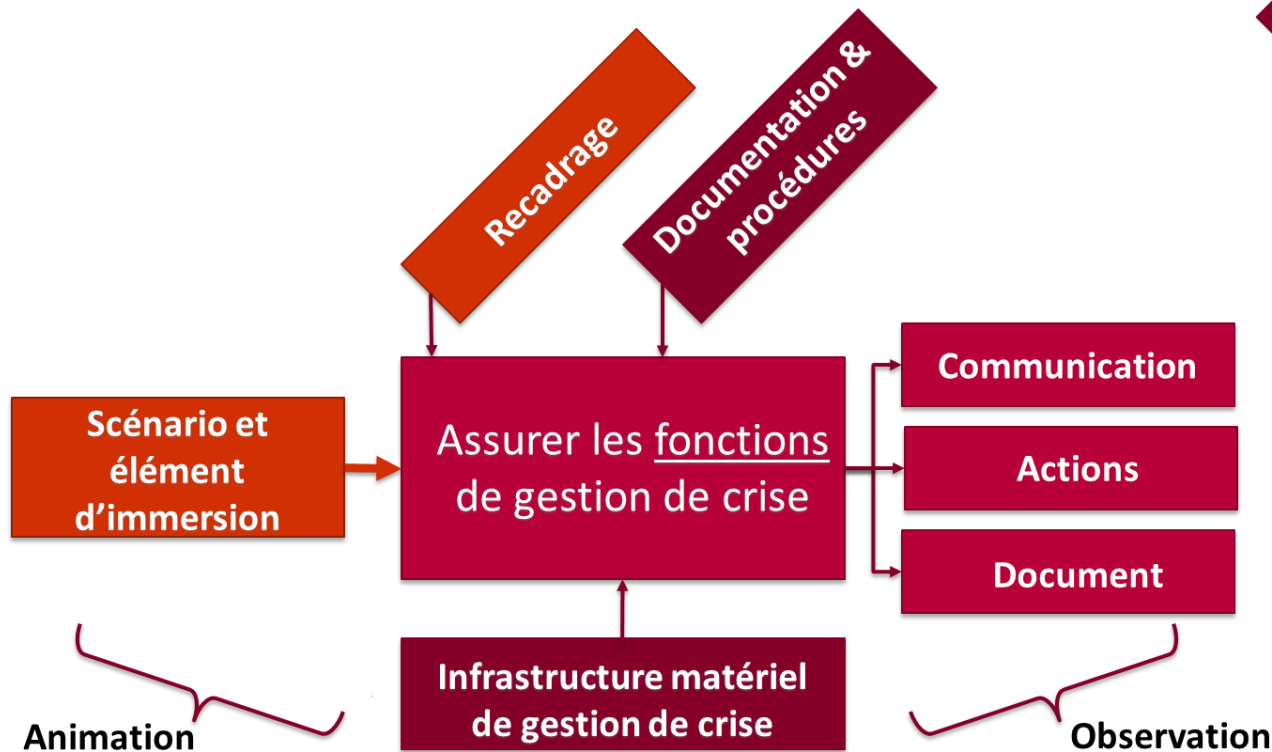 Recadrage
Documentation &
procédures
Scénario et
élément
d’immersion
Assurer les fonctions
de gestion de crise
Communication
Actions
Document
Infrastructure matériel
de gestion de crise
Animation
Observation